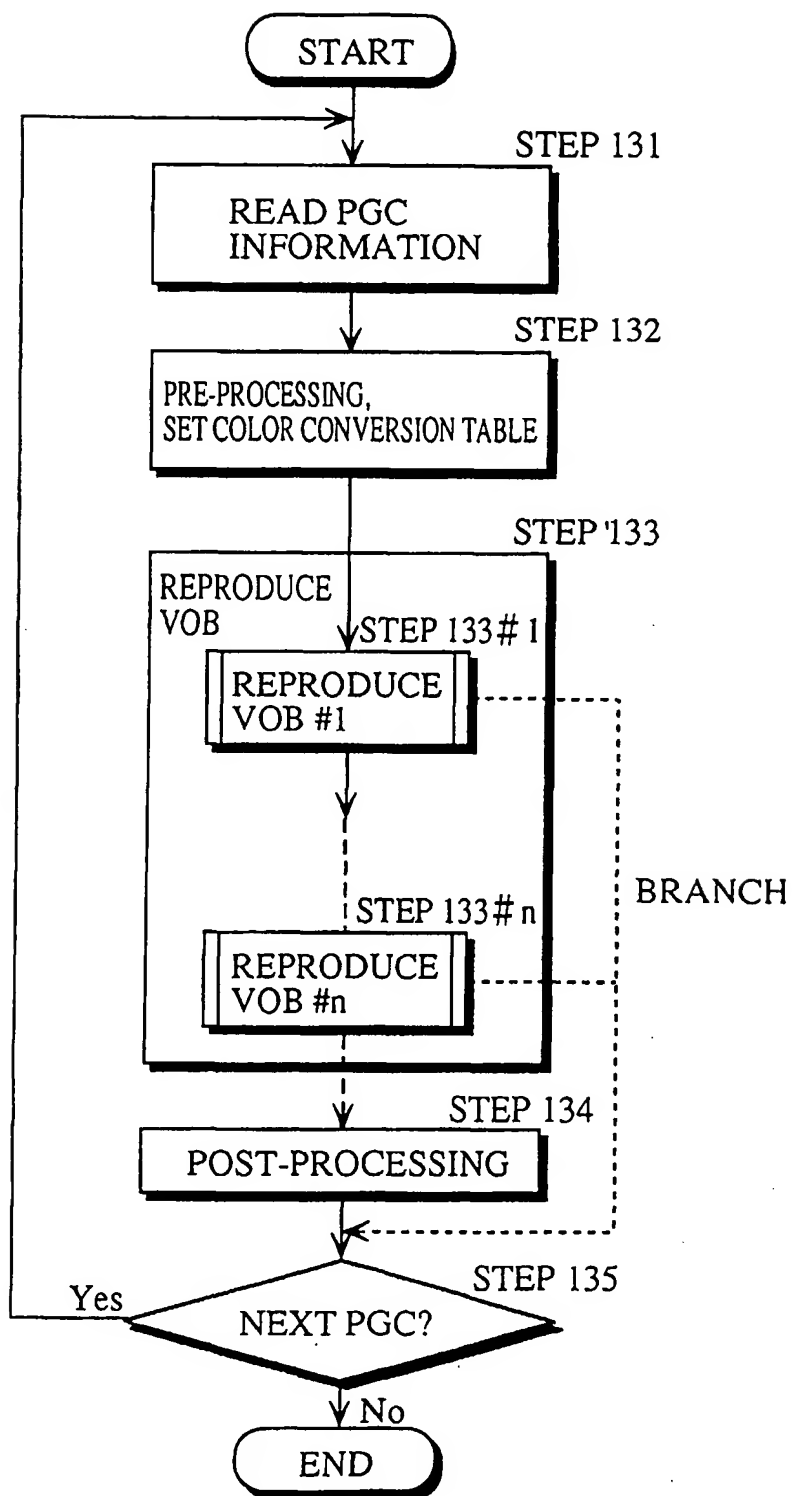 START
STEP 131
READ PGC
INFORMATION
STEP 132
PRE-PROCESSING,
SET COLOR CONVERSION TABLE
STEP 133
REPRODUCE
VOB
STEP 133#1
REPRODUCE
VOB #1
BRANCH
STEP 133#n
REPRODUCE
VOB #n
STEP 134
POST-PROCESSING
STEP 135
Yes
NEXT PGC?
No
END